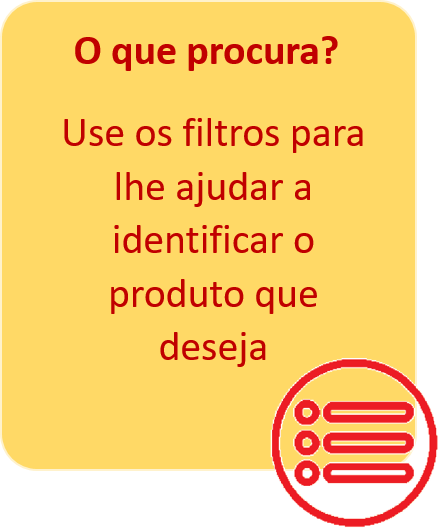 O que procura?
Use os filtros para
lhe ajudar a
identificar o
produto que
deseja